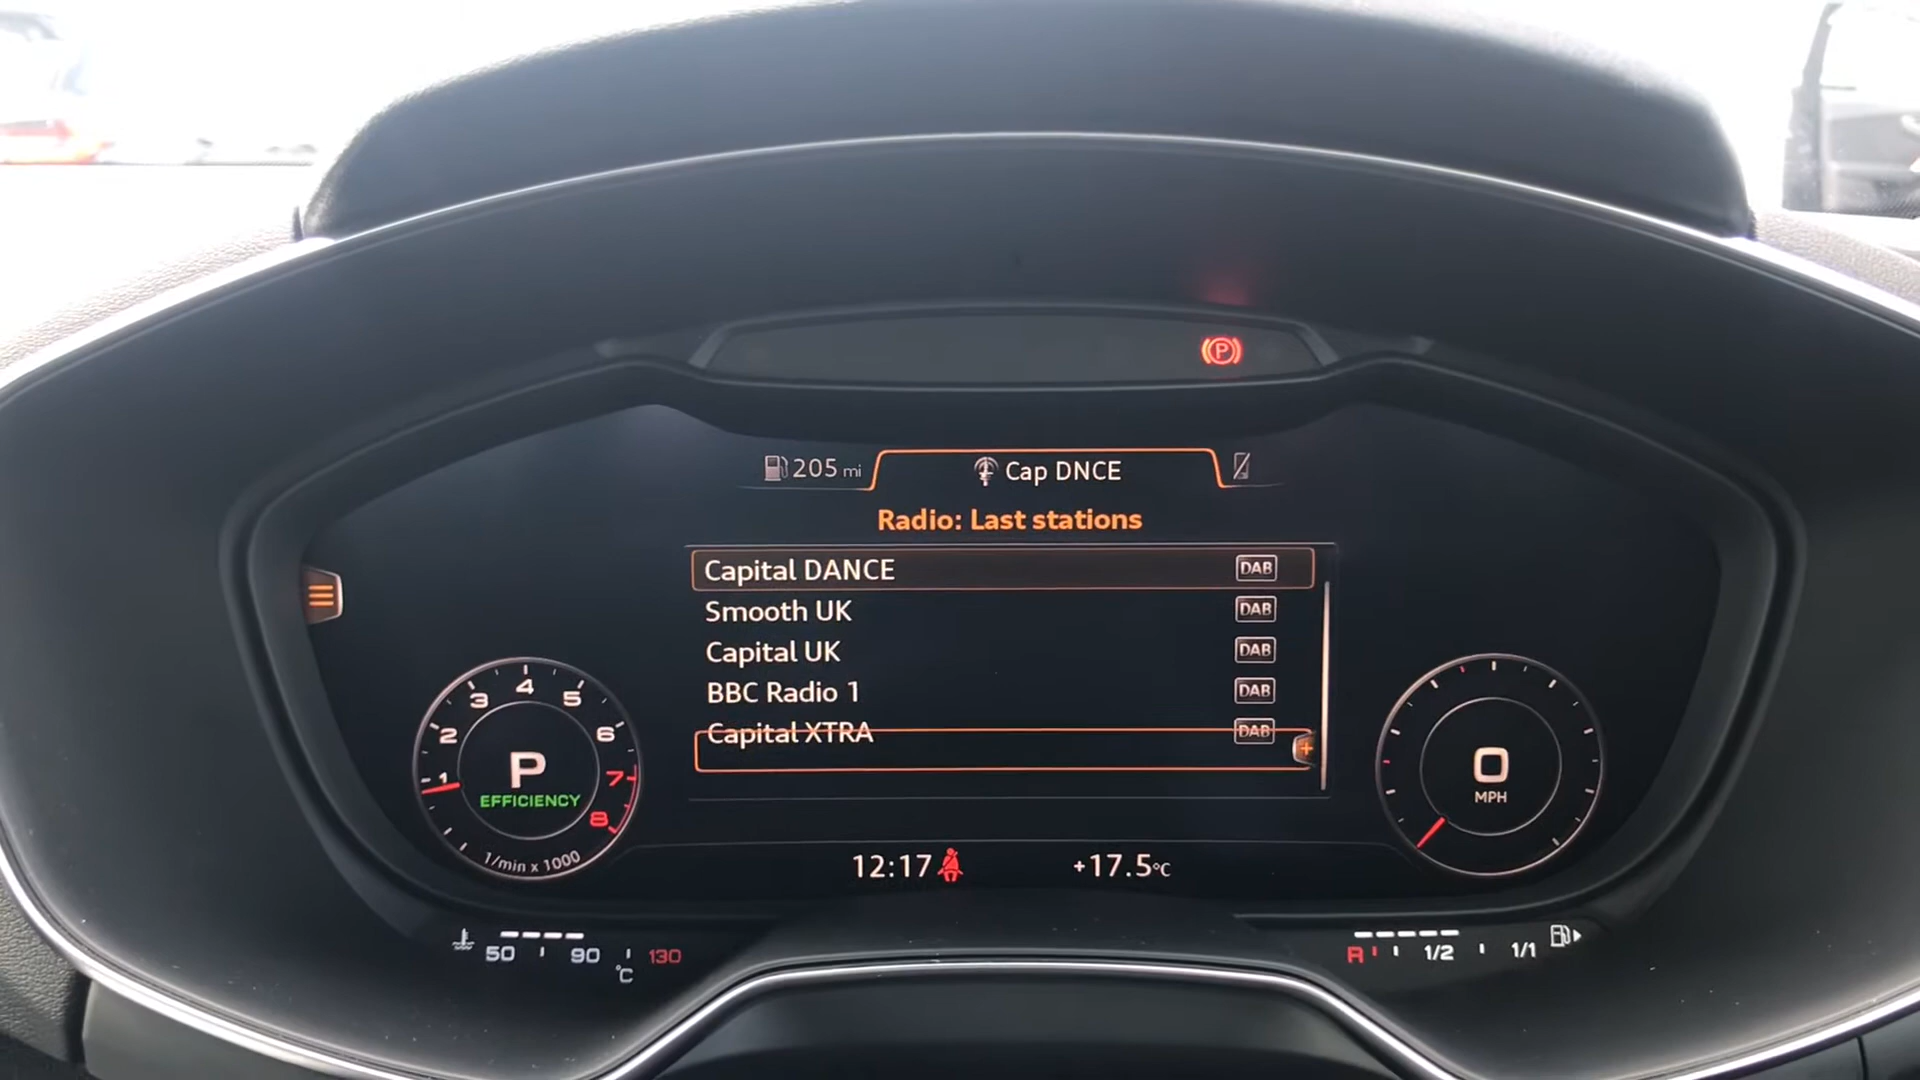 P
205 mi
Cap DNCE
Radio: Last stations
Capital DANCE DAB
Smooth UK DAB
Capital UK DAB
BBC Radio 1 DAB
Capital XTRA DAB
+
1 2 3 4 5 6 7 8
P
EFFICIENCY
1/min x 1000
0
MPH
12:17
+17.5°C
50 90 130
°C
R 1/2 1/1